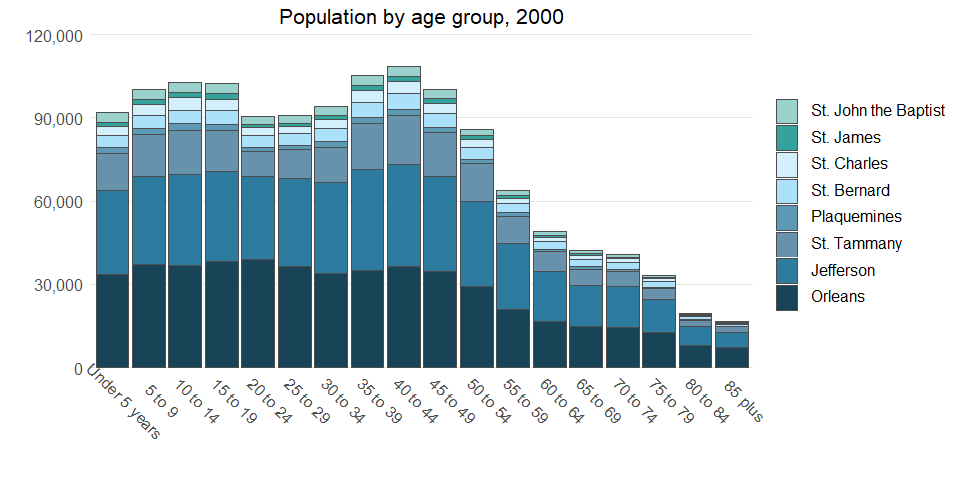 Population by age group, 2000
120,000
90,000
60,000
30,000
0
Under 5 years
5 to 9
10 to 14
15 to 19
20 to 24
25 to 29
30 to 34
35 to 39
40 to 44
45 to 49
50 to 54
55 to 59
60 to 64
65 to 69
70 to 74
75 to 79
80 to 84
85 plus
St. John the Baptist
St. James
St. Charles
St. Bernard
Plaquemines
St. Tammany
Jefferson
Orleans